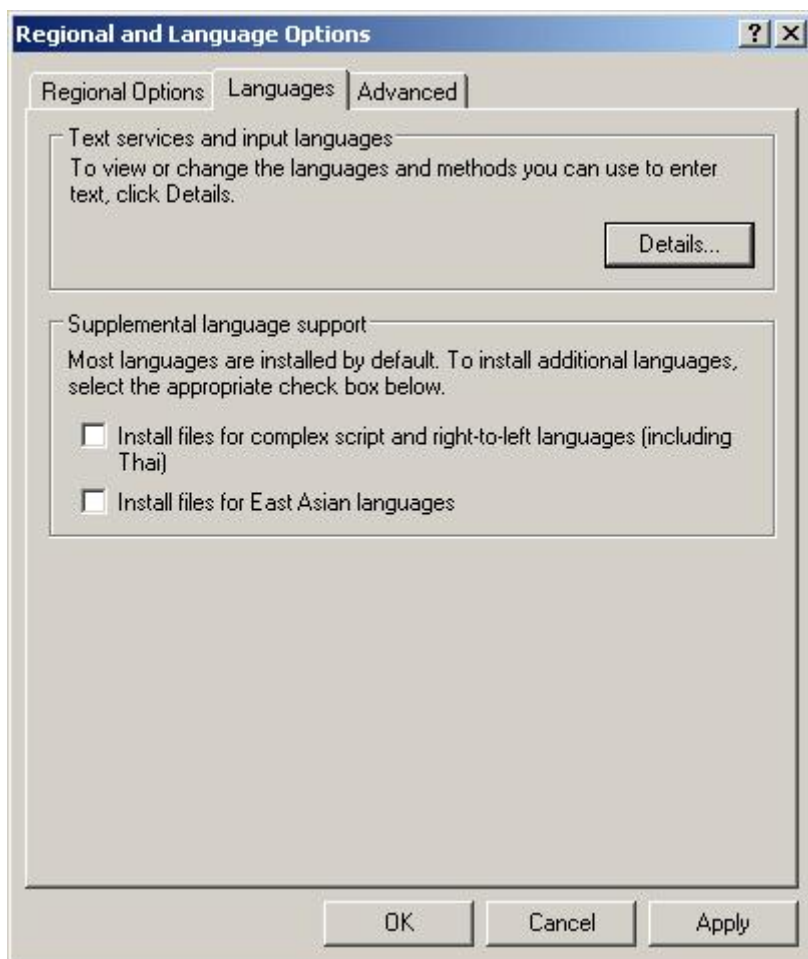 Regional and Language Options
Regional Options Languages Advanced
Text services and input languages
To view or change the languages and methods you can use to enter
text, click Details.
Details...
Supplemental language support
Most languages are installed by default. To install additional languages,
select the appropriate check box below.
Install files for complex script and right-to-left languages (including
Thai)
Install files for East Asian languages
OK Cancel Apply